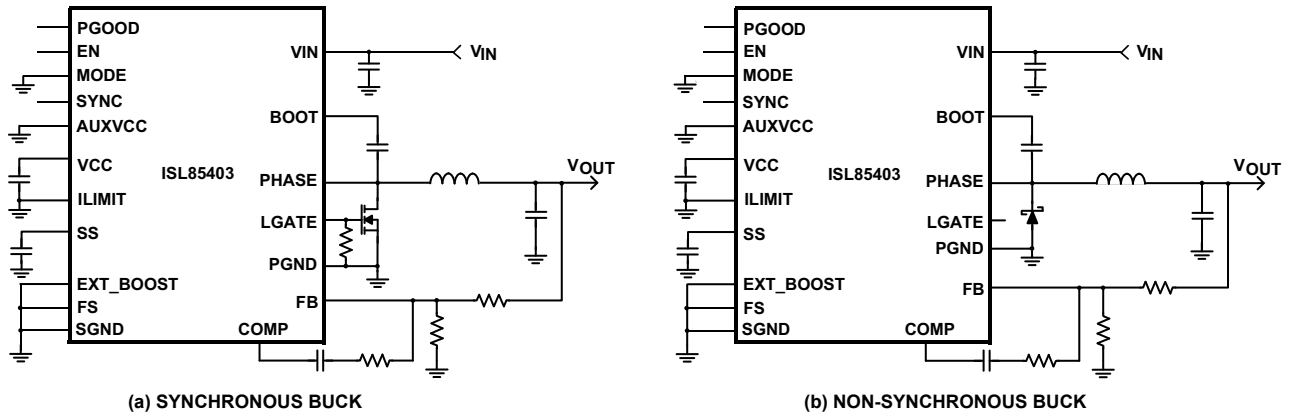 PGOOD
EN
MODE
SYNC
AUXVCC
VCC
ILIMIT
SS
EXT_BOOST
FS
SGND
ISL85403
VIN
BOOT
PHASE
LGATE
PGND
FB
COMP
VIN
VOUT
(a) SYNCHRONOUS BUCK
PGOOD
EN
MODE
SYNC
AUXVCC
VCC
ILIMIT
SS
EXT_BOOST
FS
SGND
ISL85403
VIN
BOOT
PHASE
LGATE
PGND
FB
COMP
VIN
VOUT
(b) NON-SYNCHRONOUS BUCK